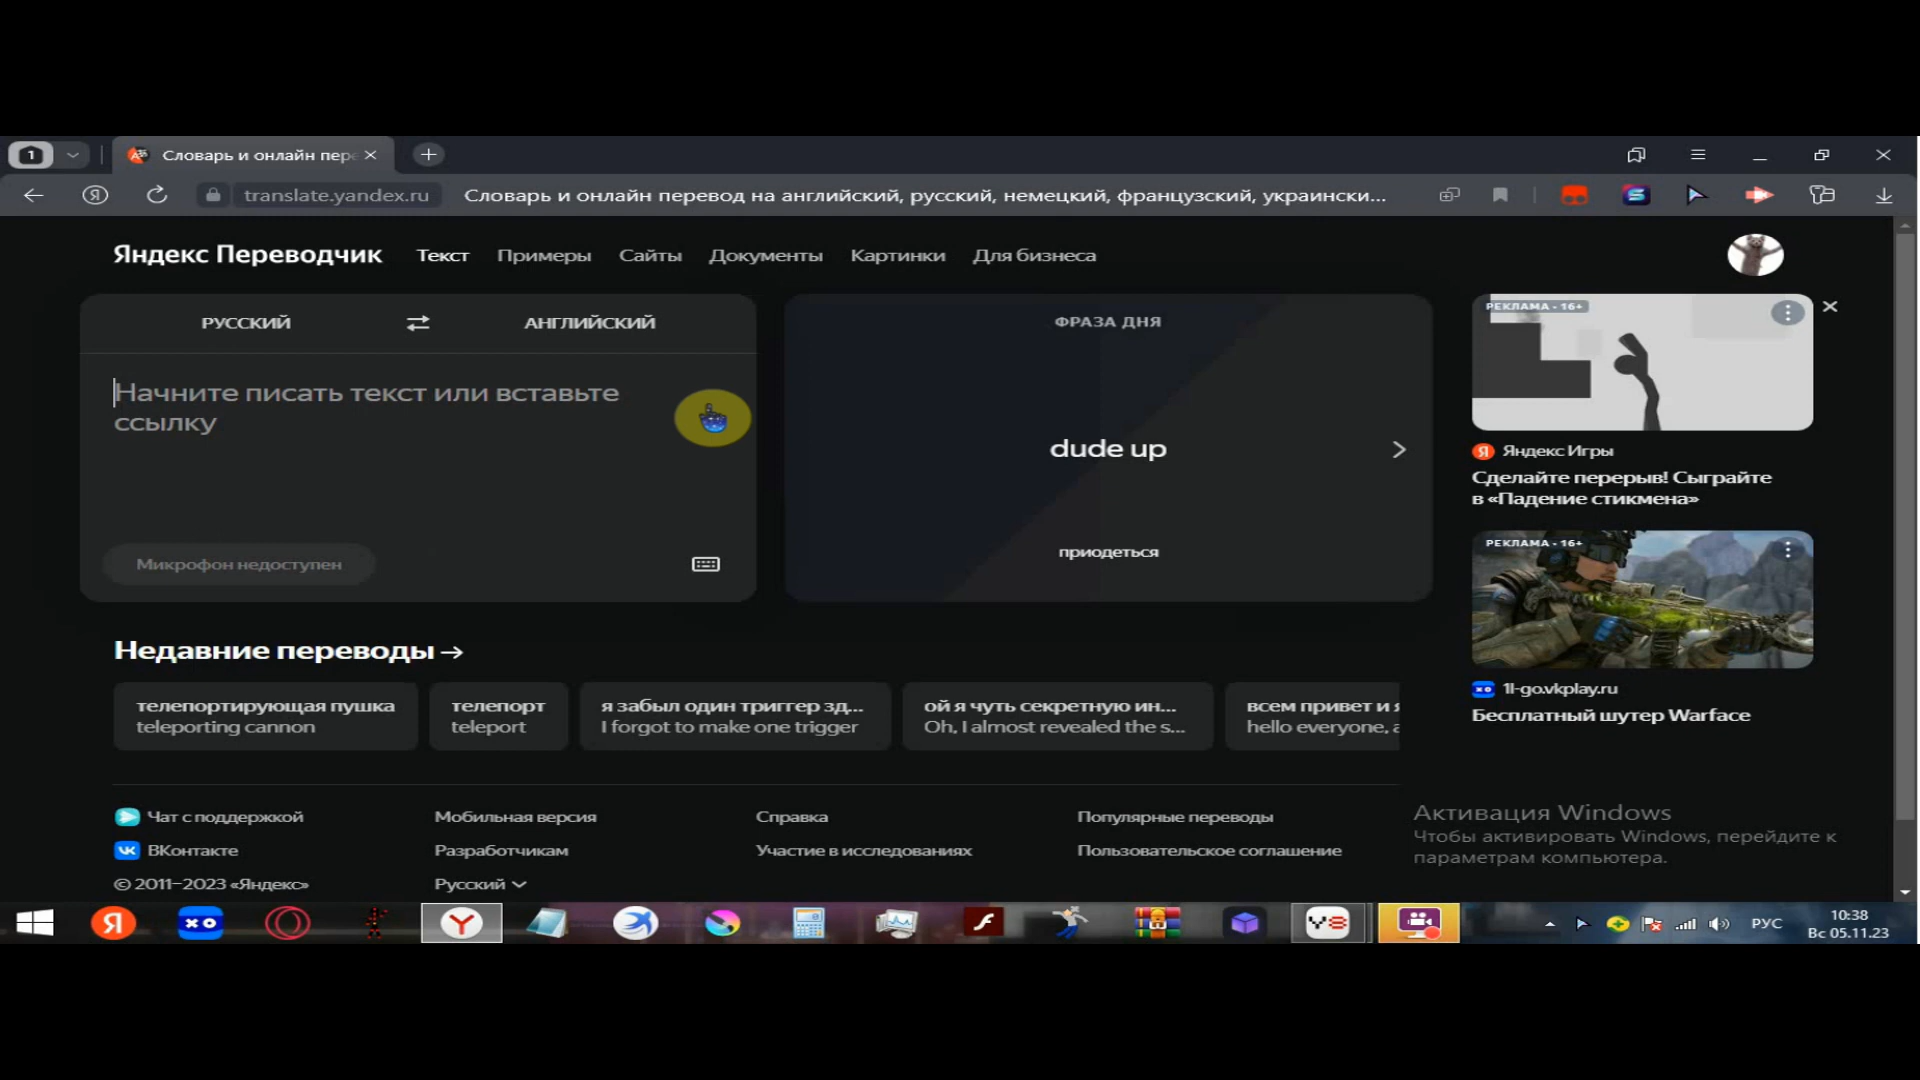 1
Словарь и онлайн пер
translate.yandex.ru
Словарь и онлайн перевод на английский, русский, немецкий, французский, украински...
Яндекс Переводчик
Текст
Примеры
Сайты
Документы
Картинки
Для бизнеса
РУССКИЙ
АНГЛИЙСКИЙ
Начните писать текст или вставьте
ссылку
Микрофон недоступен
ФРАЗА ДНЯ
dude up
приодеться
РЕКЛАМА • 16+
Яндекс Игры
Сделайте перерыв! Сыграйте
в «Падение стикмена»
РЕКЛАМА • 16+
1l-go.vkplay.ru
Бесплатный шутер Warface
Недавние переводы
телепортирующая пушка
teleporting cannon
телепорт
teleport
я забыл один триггер зд...
I forgot to make one trigger
ой я чуть секретную ин...
Oh, I almost revealed the s...
всем привет и я
hello everyone, a
Чат с поддержкой
Мобильная версия
Справка
Популярные переводы
ВКонтакте
Разработчикам
Участие в исследованиях
Пользовательское соглашение
© 2011–2023 «Яндекс»
Русский
Активация Windows
Чтобы активировать Windows, перейдите к
параметрам компьютера.
РУС
10:38
Вс 05.11.23